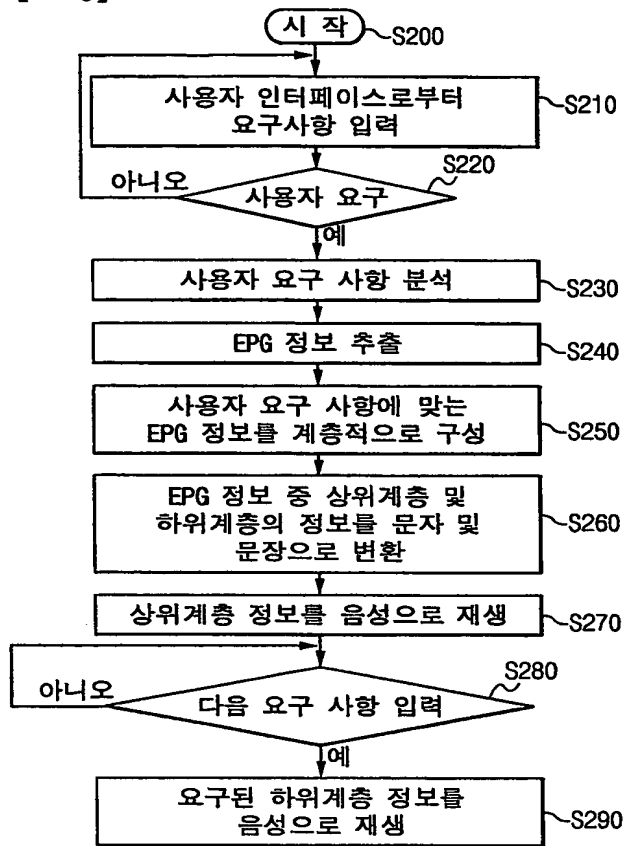 시 작
S200
사용자 인터페이스로부터
요구사항 입력
S210
S220
아니오
사용자 요구
예
사용자 요구 사항 분석
S230
EPG 정보 추출
S240
사용자 요구 사항에 맞는
EPG 정보를 계층적으로 구성
S250
EPG 정보 중 상위계층 및
하위계층의 정보를 문자 및
문장으로 변환
S260
상위계층 정보를 음성으로 재생
S270
S280
아니오
다음 요구 사항 입력
예
요구된 하위계층 정보를
음성으로 재생
S290